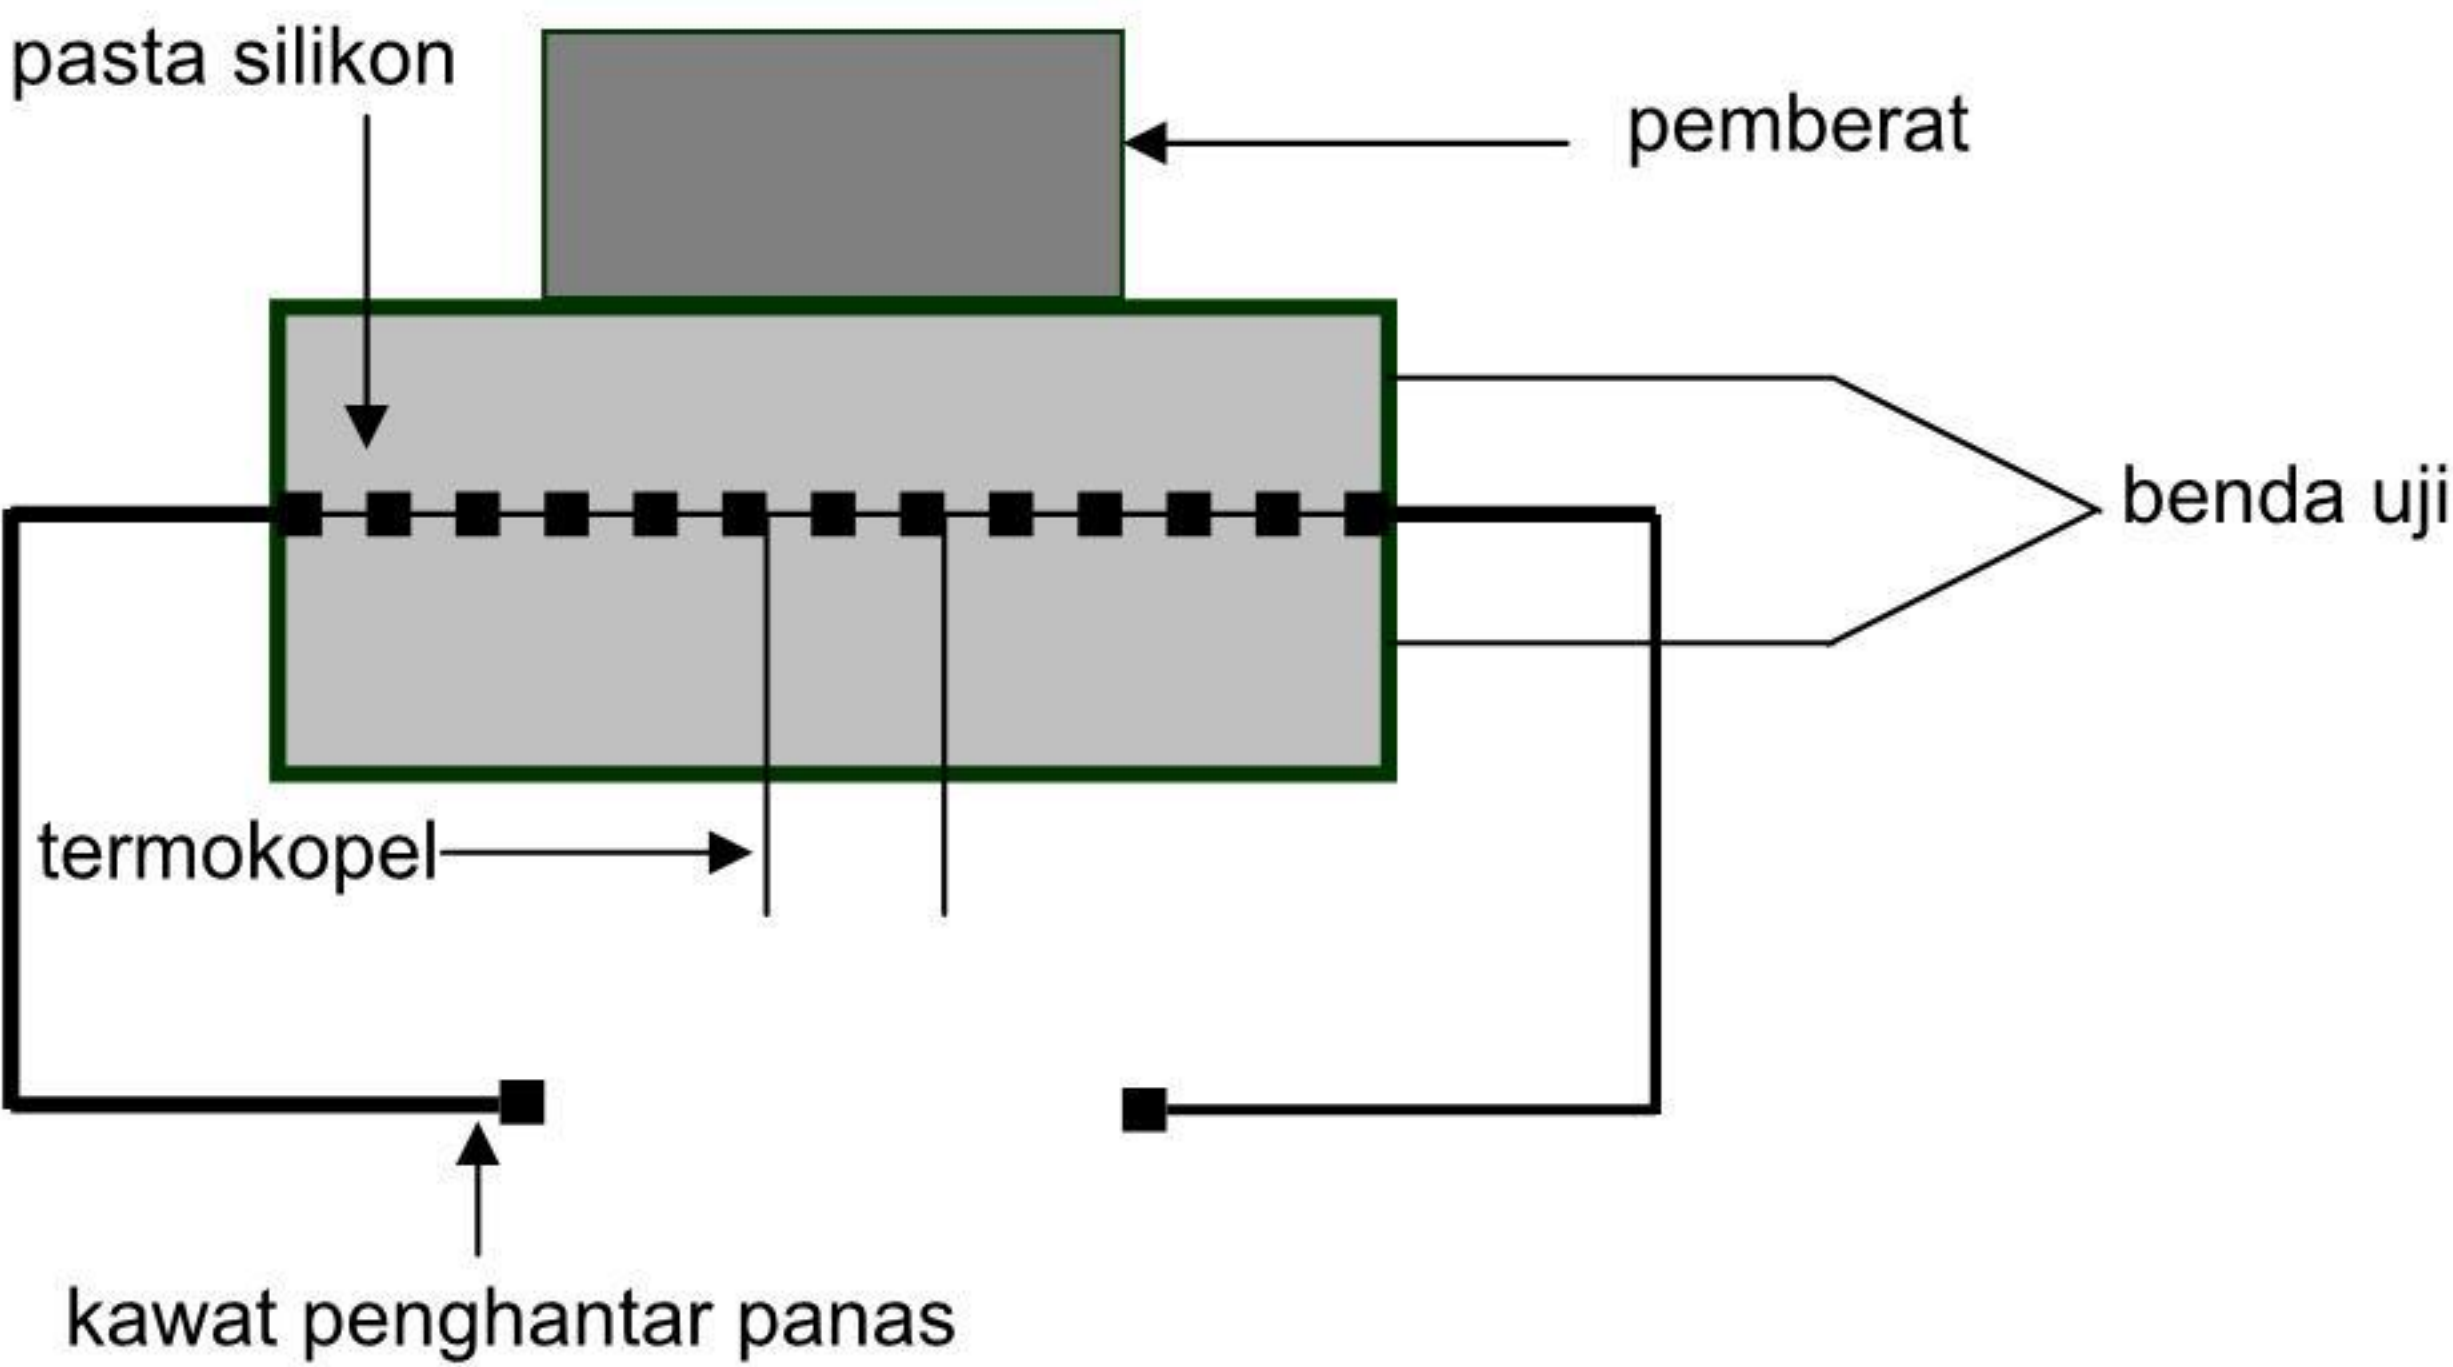 pasta silikon
pemberat
benda uji
termokopel
kawat penghantar panas